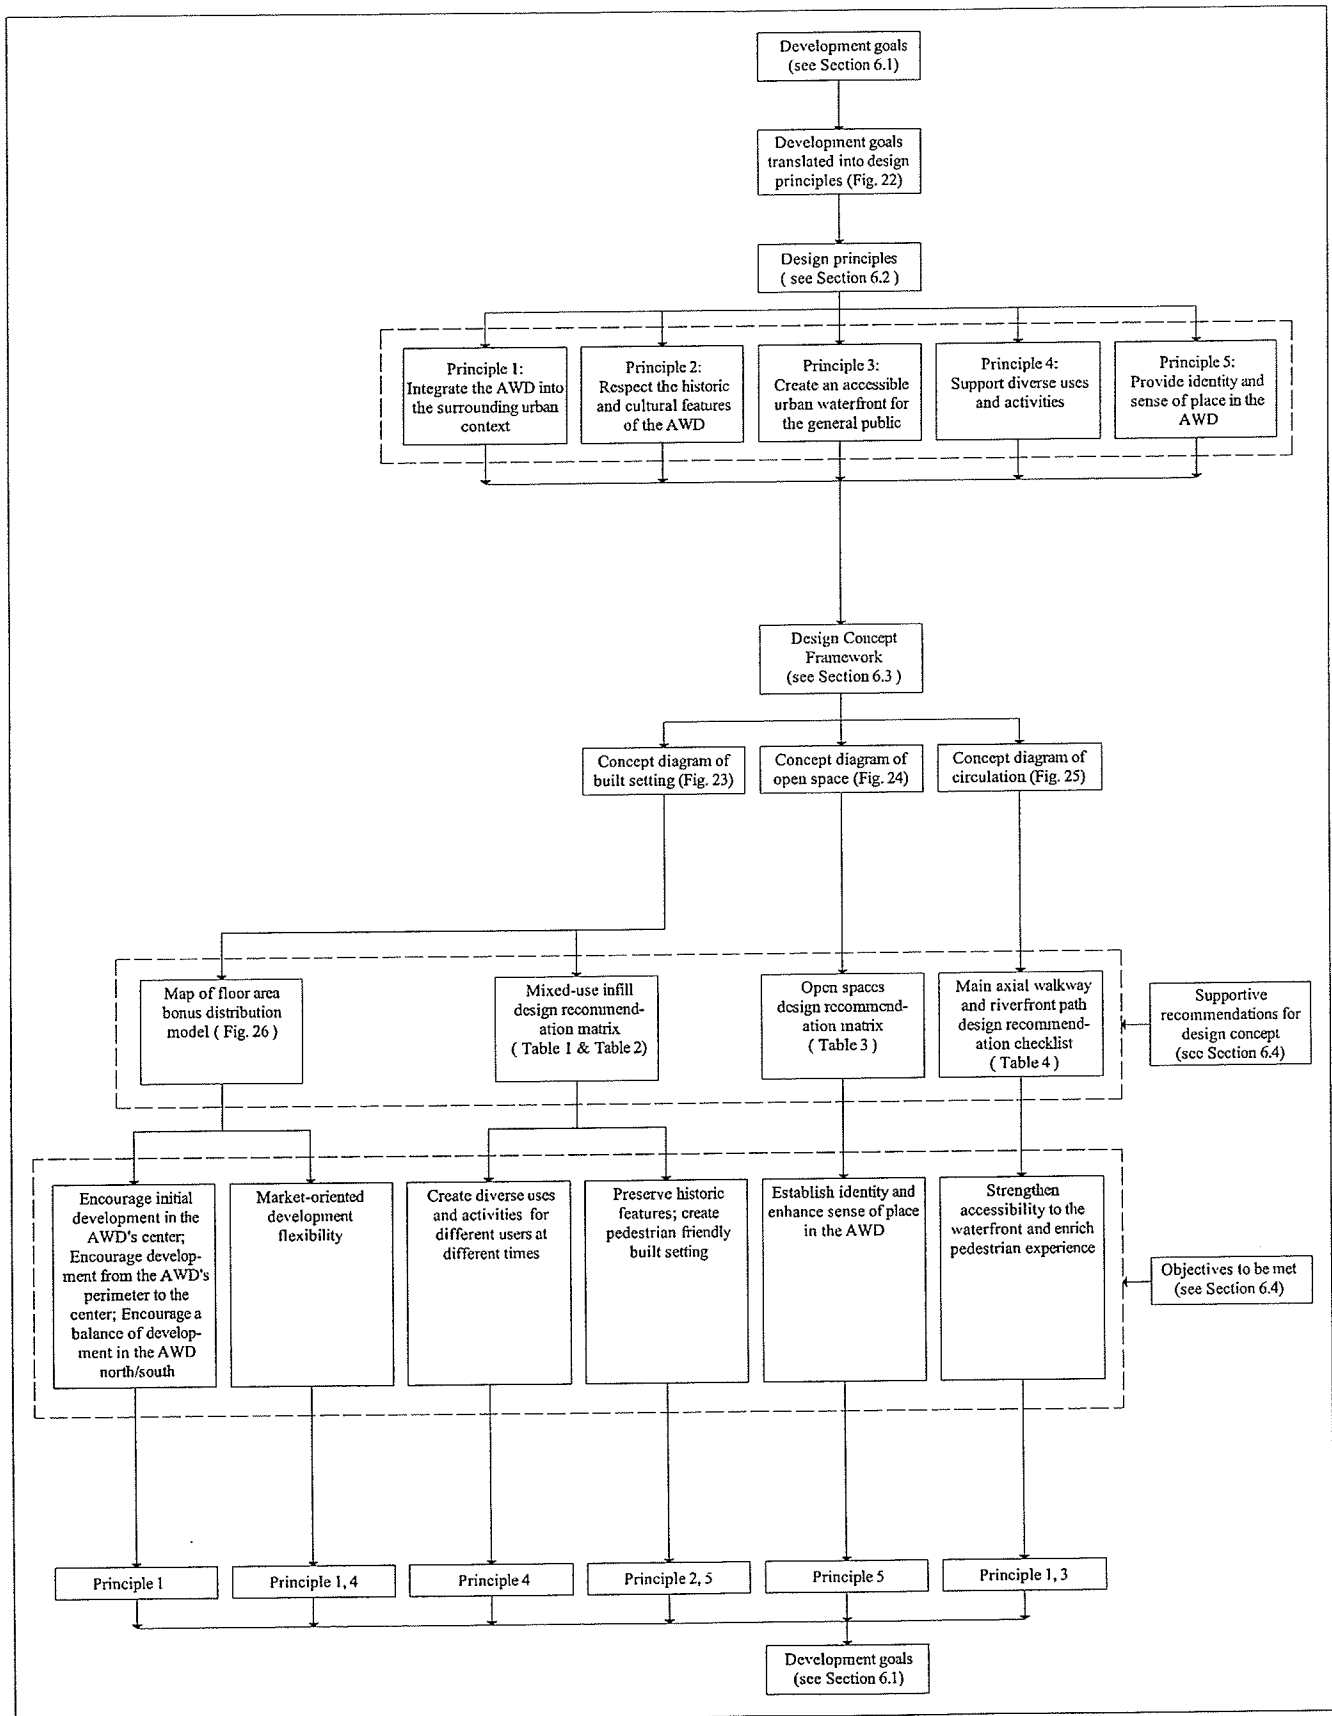 Development goals
(see Section 6.1)
Development goals
translated into design
principles (Fig. 22)
Design principles
( see Section 6.2 )
Principle 1:
Integrate the AWD into
the surrounding urban
context
Principle 2:
Respect the historic
and cultural features
of the AWD
Principle 3:
Create an accessible
urban waterfront for
the general public
Principle 4:
Support diverse uses
and activities
Principle 5:
Provide identity and
sense of place in the
AWD
Design Concept
Framework
(see Section 6.3 )
Concept diagram of
built setting (Fig. 23)
Concept diagram of
open space (Fig. 24)
Concept diagram of
circulation (Fig. 25)
Map of floor area
bonus distribution
model ( Fig. 26 )
Mixed-use infill
design recommend-
ation matrix
( Table 1 & Table 2)
Open spaces
design recommend-
ation matrix
( Table 3 )
Main axial walkway
and riverfront path
design recommend-
ation checklist
( Table 4 )
Supportive
recommendations for
design concept
(see Section 6.4)
Encourage initial
development in the
AWD's center;
Encourage develop-
ment from the AWD's
perimeter to the
center; Encourage a
balance of develop-
ment in the AWD
north/south
Market-oriented
development
flexibility
Create diverse uses
and activities for
different users at
different times
Preserve historic
features; create
pedestrian friendly
built setting
Establish identity and
enhance sense of place
in the AWD
Strengthen
accessibility to the
waterfront and enrich
pedestrian experience
Objectives to be met
(see Section 6.4)
Principle 1
Principle 1, 4
Principle 4
Principle 2, 5
Principle 5
Principle 1, 3
Development goals
(see Section 6.1)